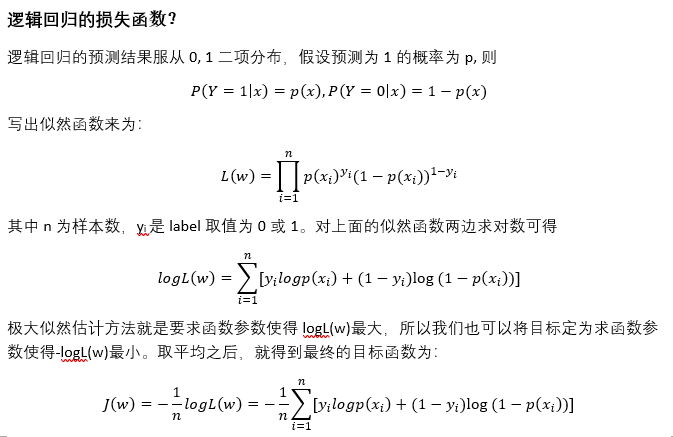 逻辑回归的损失函数？
逻辑回归的预测结果服从 0, 1 二项分布，假设预测为 1 的概率为 p, 则
P(Y = 1|x) = p(x), P(Y = 0|x) = 1 − p(x)
写出似然函数来为：
L(w) = ∏_{i=1}^{n} p(x_i)^{y_i}(1 − p(x_i))^{1−y_i}
其中 n 为样本数，yi是 label 取值为 0 或 1。对上面的似然函数两边求对数可得
logL(w) = ∑_{i=1}^{n} [y_i logp(x_i) + (1 − y_i)log (1 − p(x_i))]
极大似然估计方法就是要求函数参数使得 logL(w)最大，所以我们也可以将目标定为求函数参
数使得-logL(w)最小。取平均之后，就得到最终的目标函数为：
J(w) = −\frac{1}{n} logL(w) = −\frac{1}{n} ∑_{i=1}^{n} [y_i logp(x_i) + (1 − y_i)log (1 − p(x_i))]